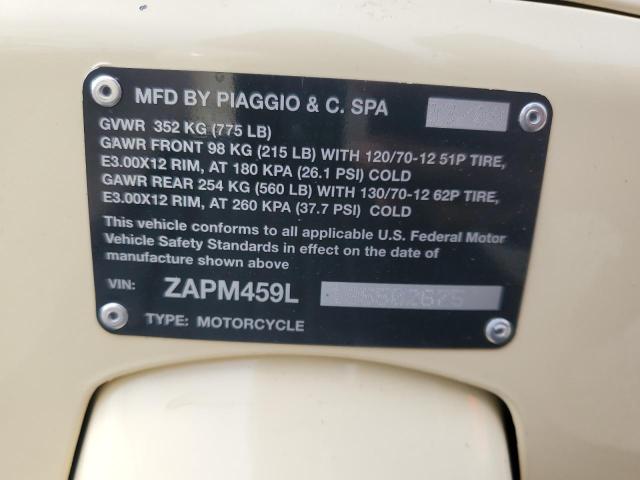 MFD BY PIAGGIO & C. SPA
GVWR 352 KG (775 LB)
GAWR FRONT 98 KG (215 LB) WITH 120/70-12 51P TIRE,
E3.00X12 RIM, AT 180 KPA (26.1 PSI) COLD
GAWR REAR 254 KG (560 LB) WITH 130/70-12 62P TIRE,
E3.00X12 RIM, AT 260 KPA (37.7 PSI) COLD
This vehicle conforms to all applicable U.S. Federal Motor
Vehicle Safety Standards in effect on the date of
manufacture shown above
VIN: ZAPM459L
TYPE: MOTORCYCLE